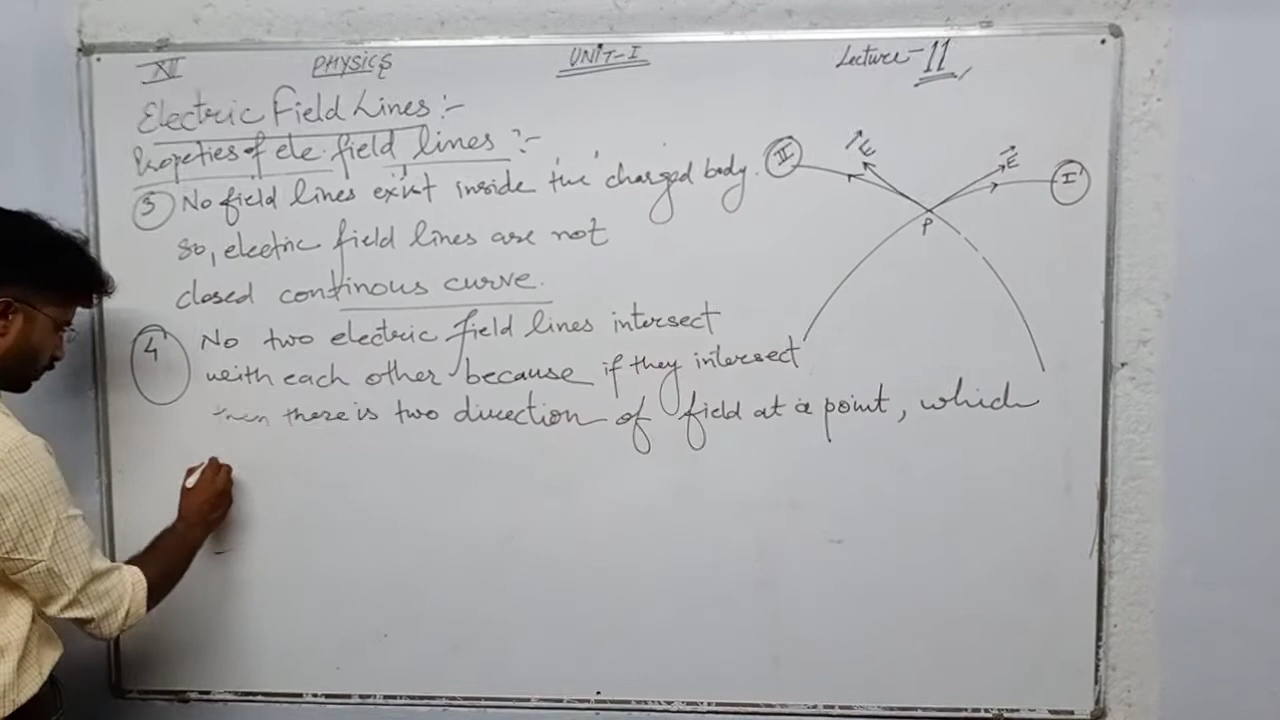 XII PHYSICS UNIT-I Lecture-11
Electric Field Lines :-
Propeties of ele. field lines :-
3 No field lines exist inside the charged body.
so, electric field lines are not
closed continous curve.
4 No two electric field lines intersect
with each other because if they intersect
then there is two direction of field at a point, which
II E E I
P